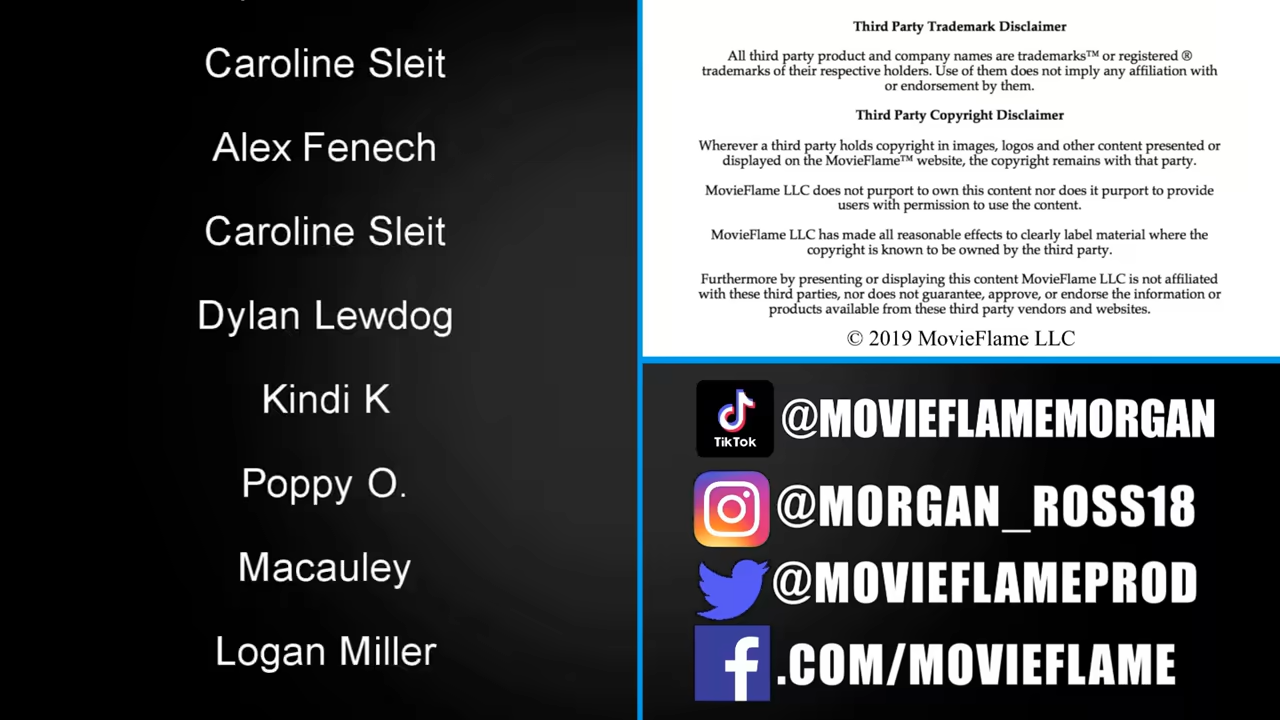 Caroline Sleit
Alex Fenech
Caroline Sleit
Dylan Lewdog
Kindi K
Poppy O.
Macauley
Logan Miller
Third Party Trademark Disclaimer
All third party product and company names are trademarks™ or registered ®
trademarks of their respective holders. Use of them does not imply any affiliation with
or endorsement by them.
Third Party Copyright Disclaimer
Wherever a third party holds copyright in images, logos and other content presented or
displayed on the MovieFlame™ website, the copyright remains with that party.
MovieFlame LLC does not purport to own this content nor does it purport to provide
users with permission to use the content.
MovieFlame LLC has made all reasonable effects to clearly label material where the
copyright is known to be owned by the third party.
Furthermore by presenting or displaying this content MovieFlame LLC is not affiliated
with these third parties, nor does not guarantee, approve, or endorse the information or
products available from these third party vendors and websites.
© 2019 MovieFlame LLC
TikTok
@MOVIEFLAMEMORGAN
@MORGAN_ROSS18
@MOVIEFLAMEPROD
f
.COM/MOVIEFLAME